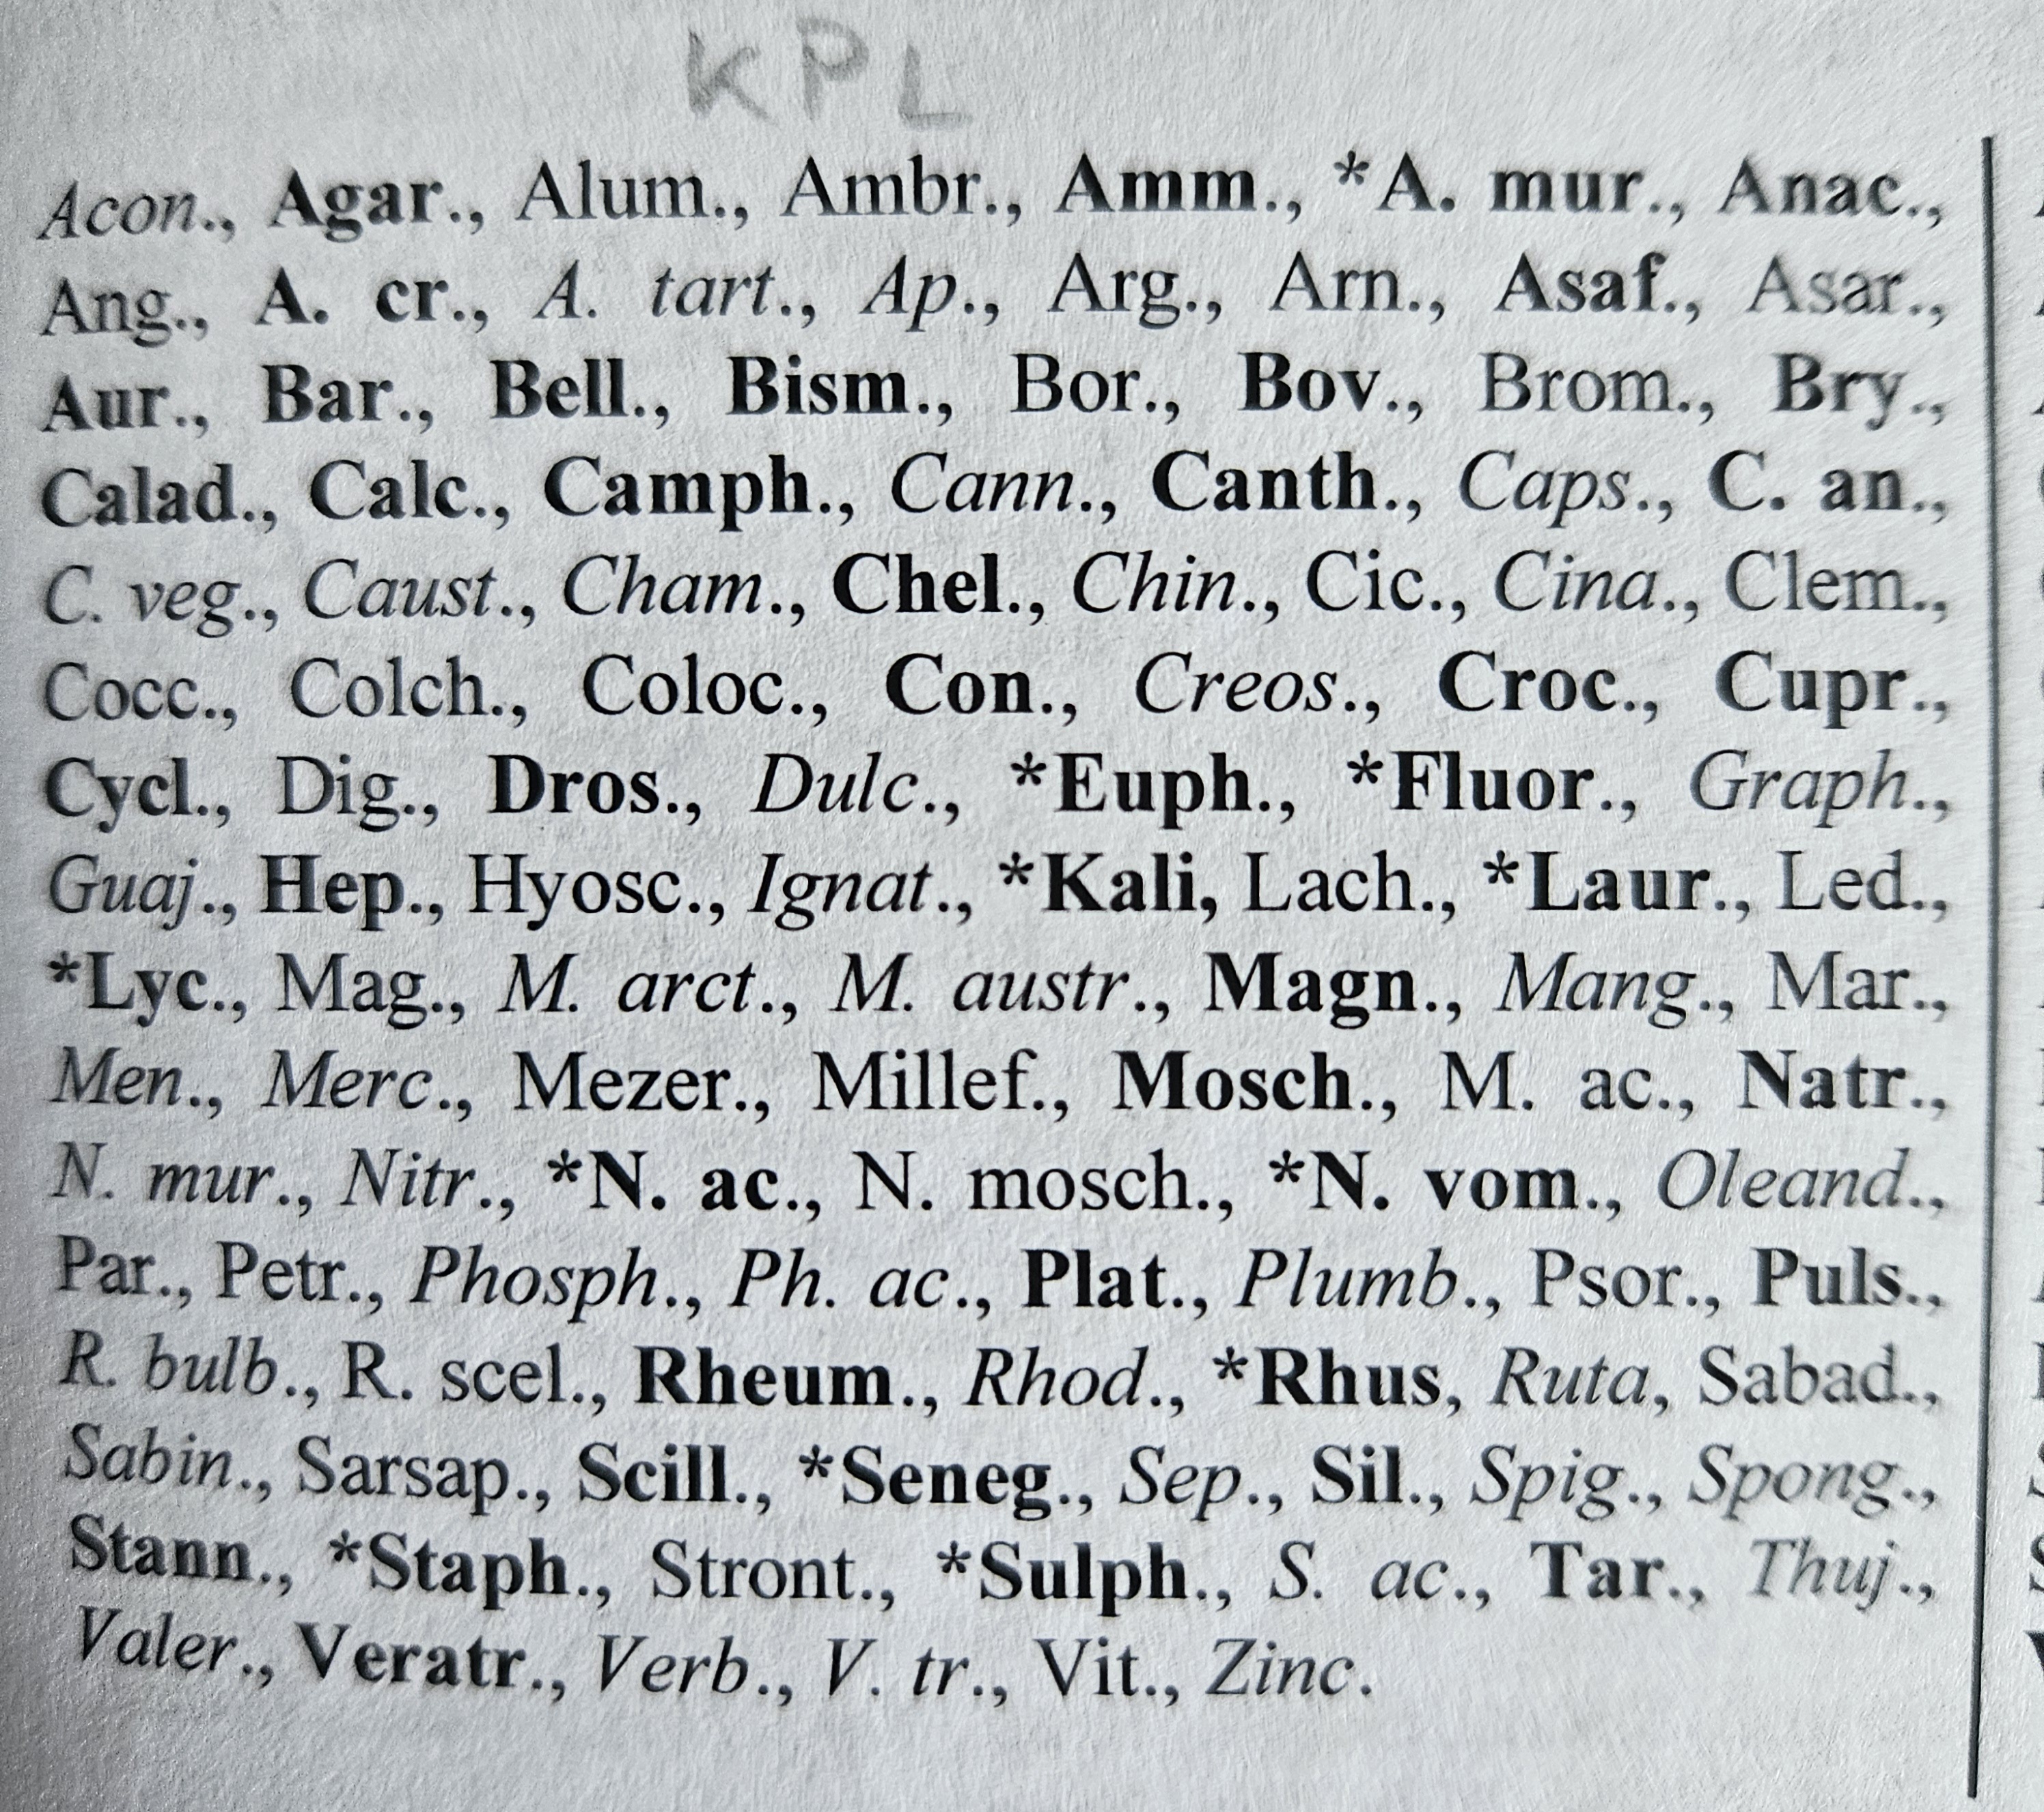 KPL
Acon., Agar., Alum., Ambr., Amm., *A. mur., Anac.,
Ang., A. cr., A. tart., Ap., Arg., Arn., Asaf., Asar.,
Aur., Bar., Bell., Bism., Bor., Bov., Brom., Bry.,
Calad., Calc., Camph., Cann., Canth., Caps., C. an.,
C. veg., Caust., Cham., Chel., Chin., Cic., Cina., Clem.,
Cocc., Colch., Coloc., Con., Creos., Croc., Cupr.,
Cycl., Dig., Dros., Dulc., *Euph., *Fluor., Graph.,
Guaj., Hep., Hyosc., Ignat., *Kali, Lach., *Laur., Led.,
*Lyc., Mag., M. arct., M. austr., Magn., Mang., Mar.,
Men., Merc., Mezer., Millef., Mosch., M. ac., Natr.,
N. mur., Nitr., *N. ac., N. mosch., *N. vom., Oleand.,
Par., Petr., Phosph., Ph. ac., Plat., Plumb., Psor., Puls.,
R. bulb., R. scel., Rheum., Rhod., *Rhus, Ruta, Sabad.,
Sabin., Sarsap., Scill., *Seneg., Sep., Sil., Spig., Spong.,
Stann., *Staph., Stront., *Sulph., S. ac., Tar., Thuj.,
Valer., Veratr., Verb., V. tr., Vit., Zinc.